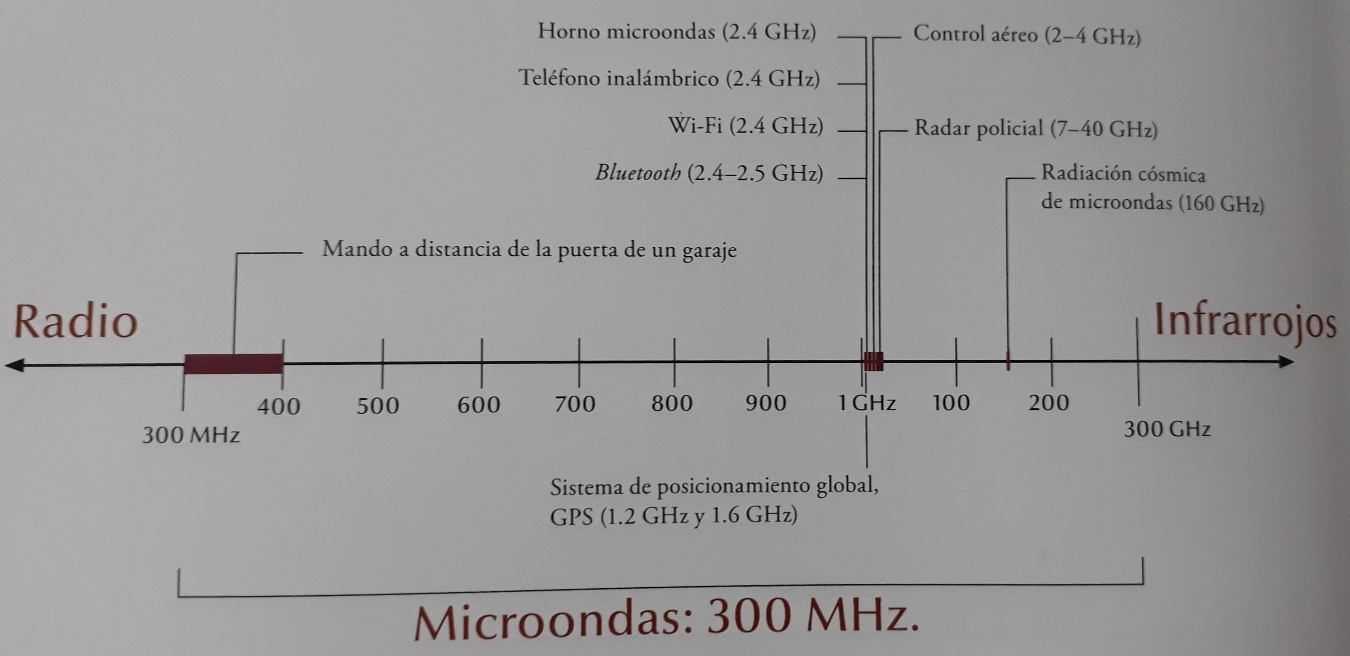 Horno microondas (2.4 GHz)
Control aéreo (2–4 GHz)
Teléfono inalámbrico (2.4 GHz)
Wi-Fi (2.4 GHz)
Radar policial (7–40 GHz)
Bluetooth (2.4–2.5 GHz)
Radiación cósmica
de microondas (160 GHz)
Mando a distancia de la puerta de un garaje
Radio
Infrarrojos
300 MHz
400
500
600
700
800
900
1 GHz
100
200
300 GHz
Sistema de posicionamiento global,
GPS (1.2 GHz y 1.6 GHz)
Microondas: 300 MHz.